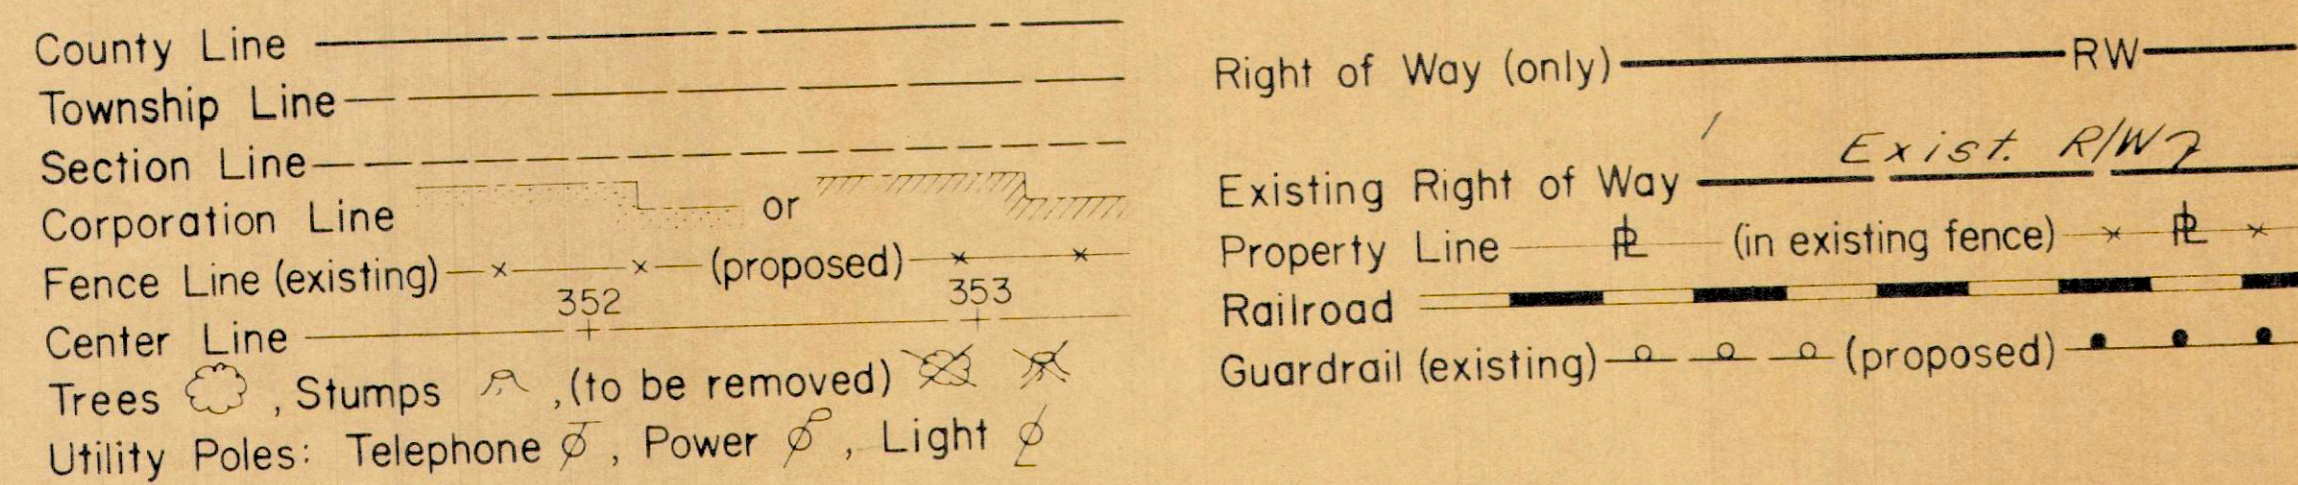 County Line
Township Line
Section Line
Corporation Line or
Fence Line (existing) (proposed)
352 353
Center Line
Trees , Stumps , (to be removed)
Utility Poles: Telephone , Power , Light
Right of Way (only) RW
Exist. R/W
Existing Right of Way
Property Line PL (in existing fence) PL
Railroad
Guardrail (existing) (proposed)